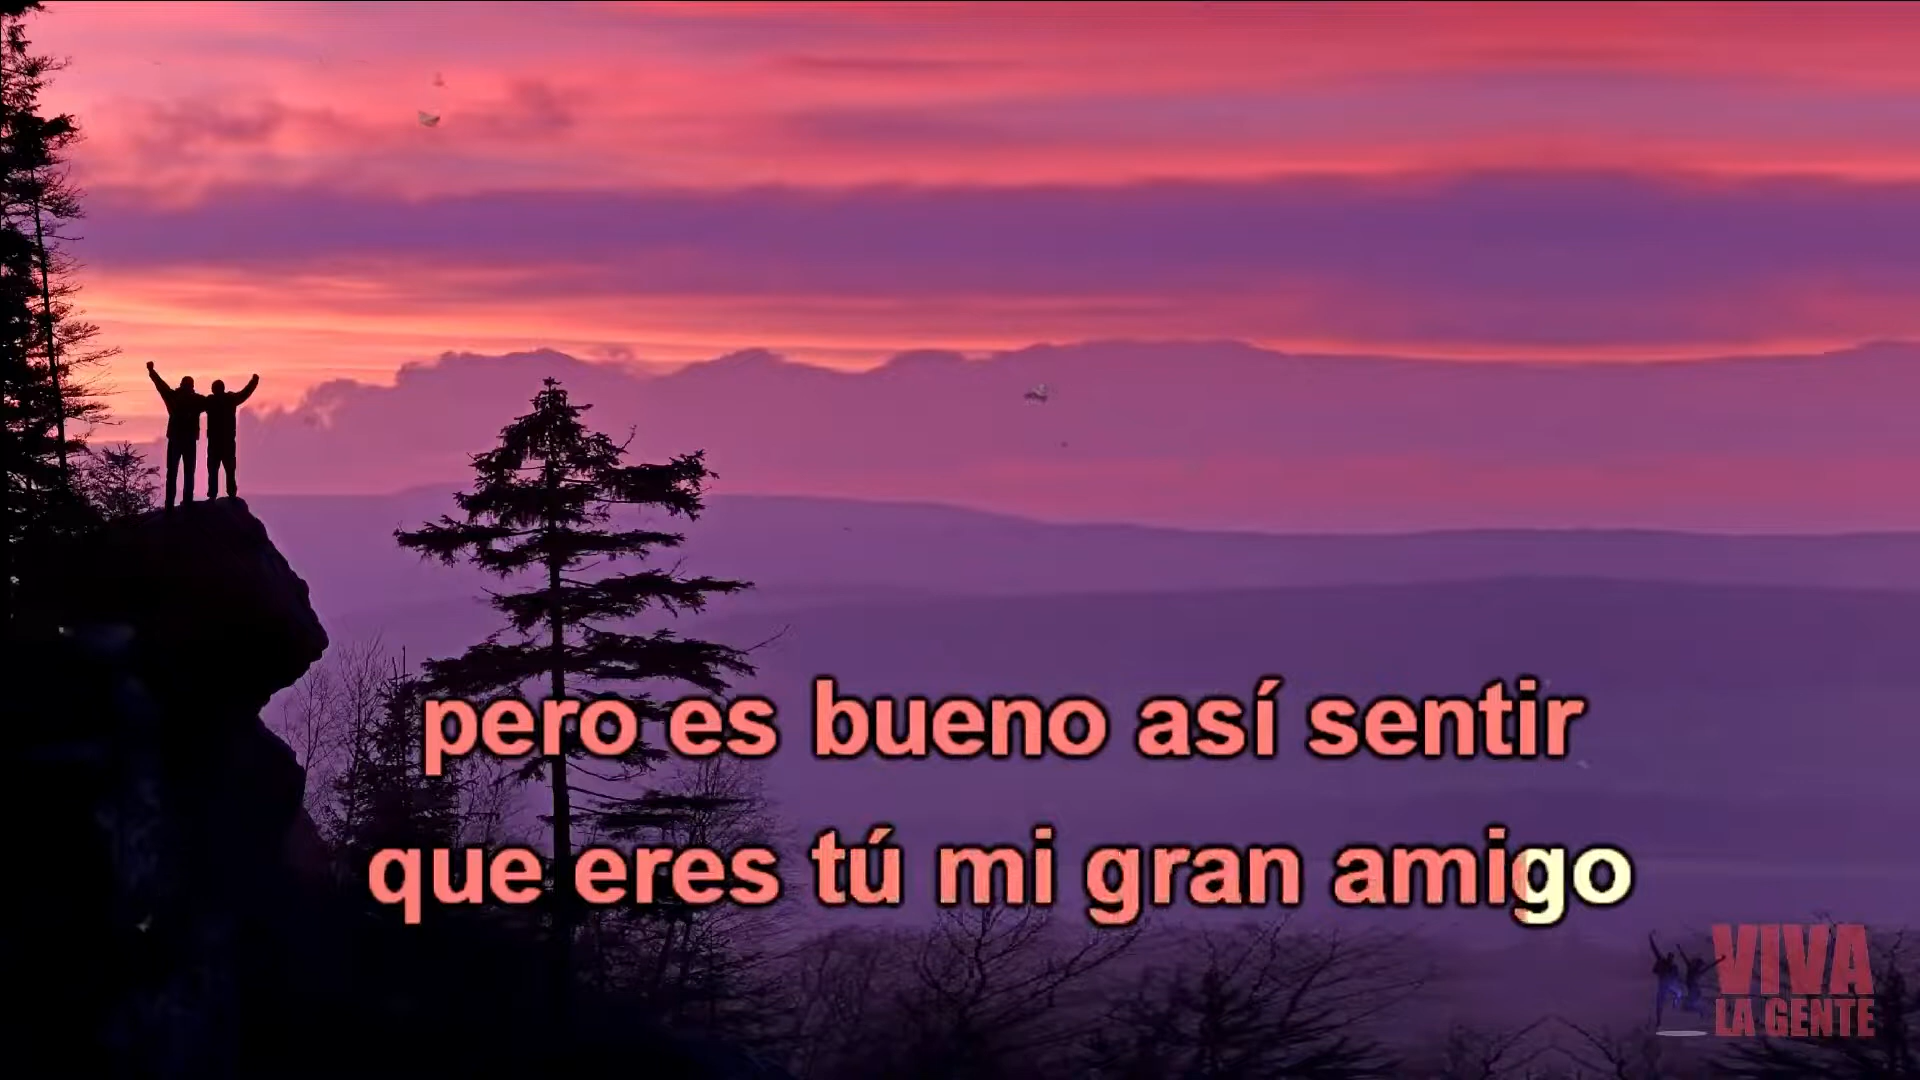 pero es bueno así sentir
que eres tú mi gran amigo
VIVA
LA GENTE